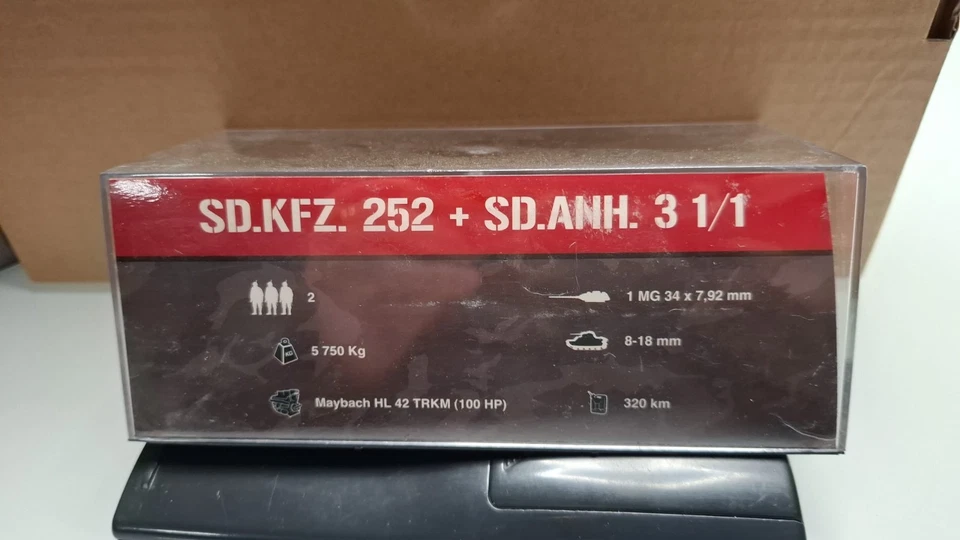 SD.KFZ. 252 + SD.ANH. 3 1/1
2
1 MG 34 x 7,92 mm
5 750 Kg
8-18 mm
Maybach HL 42 TRKM (100 HP)
320 km
KG